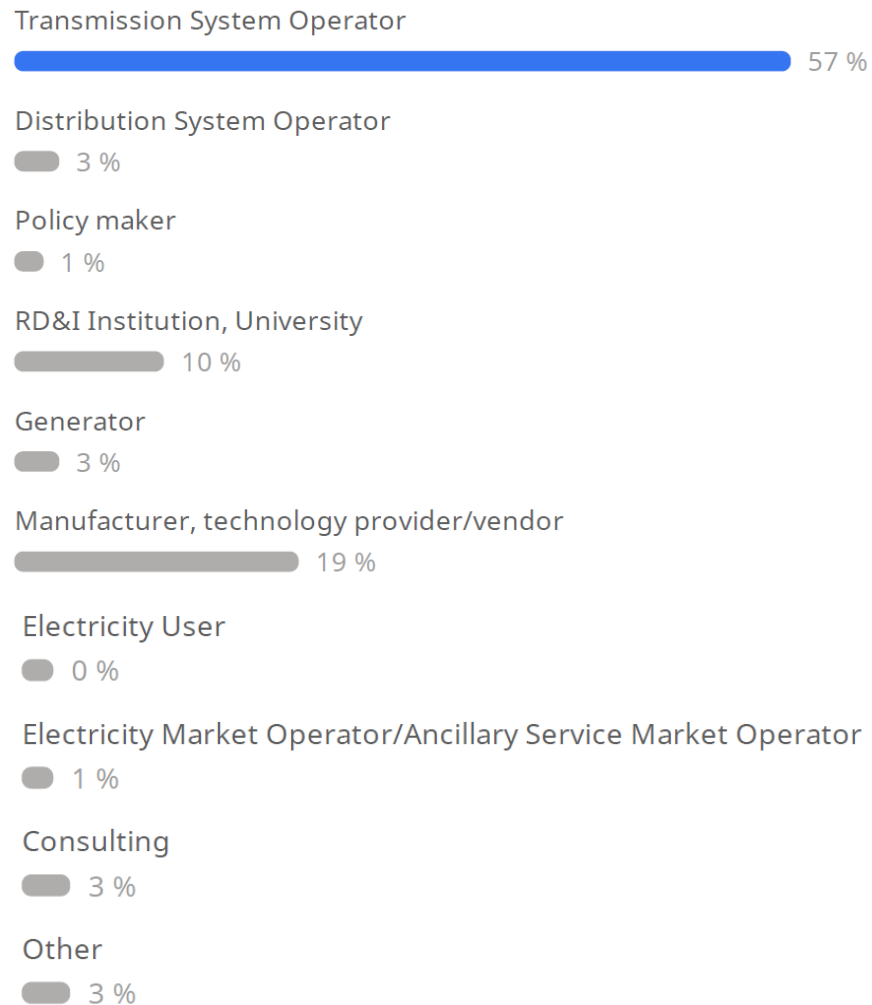 Transmission System Operator
57 %
Distribution System Operator
3 %
Policy maker
1 %
RD&I Institution, University
10 %
Generator
3 %
Manufacturer, technology provider/vendor
19 %
Electricity User
0 %
Electricity Market Operator/Ancillary Service Market Operator
1 %
Consulting
3 %
Other
3 %